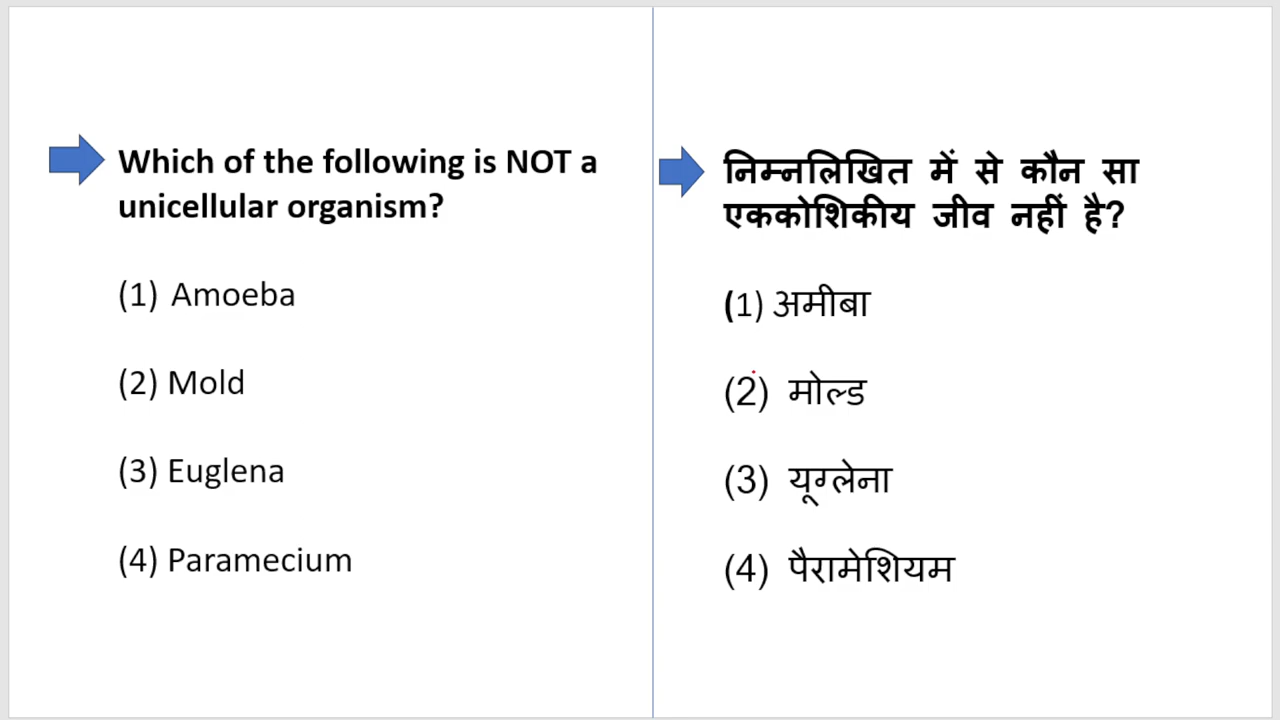 Which of the following is NOT a
unicellular organism?
(1) Amoeba
(2) Mold
(3) Euglena
(4) Paramecium
निम्नलिखित में से कौन सा
एककोशिकीय जीव नहीं है?
(1) अमीबा
(2) मोल्ड
(3) यूग्लेना
(4) पैरामेशियम